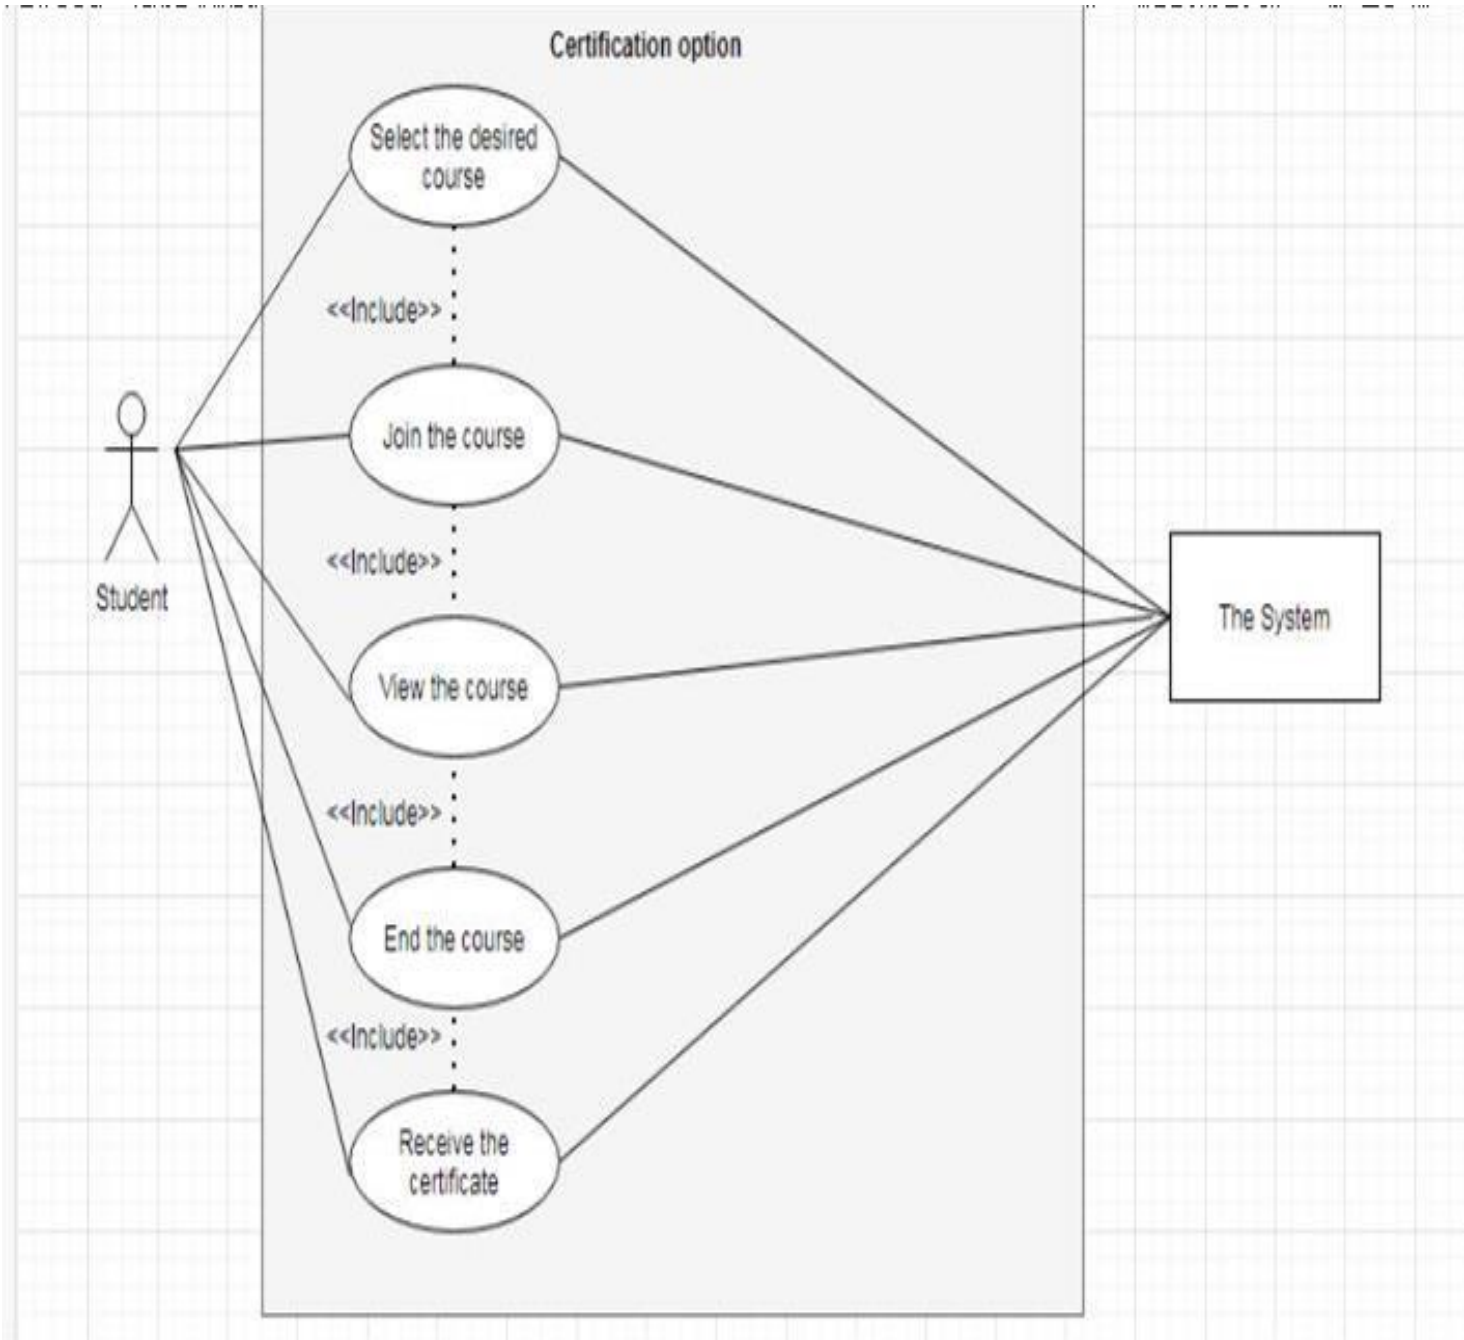 Certification option
Select the desired
course
<<Include>>
Join the course
<<Include>>
Student
View the course
The System
<<Include>>
End the course
<<Include>>
Receive the
certificate